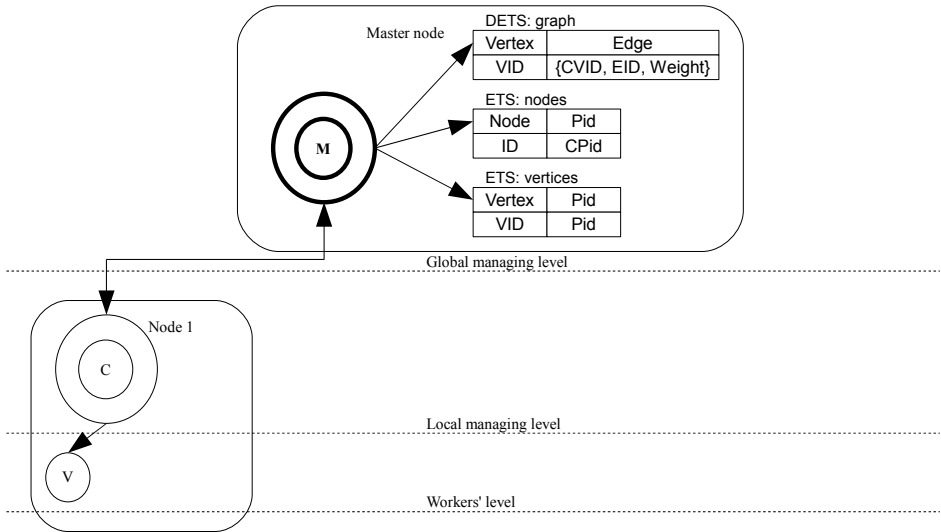 DETS: graph
Master node
Vertex Edge
VID {CVID, EID, Weight}
ETS: nodes
Node Pid
ID CPid
M
ETS: vertices
Vertex Pid
VID Pid
Global managing level
Node 1
C
Local managing level
V
Workers' level